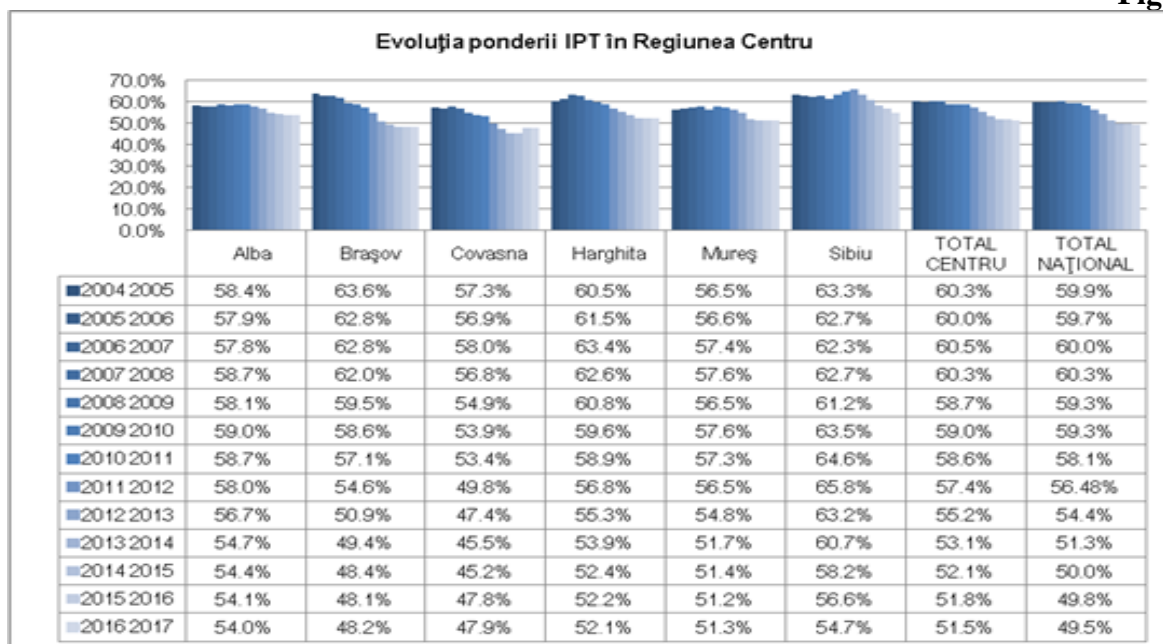 Fig
Evoluţia ponderii IPT în Regiunea Centru
70.0%
60.0%
50.0%
40.0%
30.0%
20.0%
10.0%
0.0%
Alba Braşov Covasna Harghita Mureş Sibiu TOTAL CENTRU TOTAL NAŢIONAL
2004 2005 58.4% 63.6% 57.3% 60.5% 56.5% 63.3% 60.3% 59.9%
2005 2006 57.9% 62.8% 56.9% 61.5% 56.6% 62.7% 60.0% 59.7%
2006 2007 57.8% 62.8% 58.0% 63.4% 57.4% 62.3% 60.5% 60.0%
2007 2008 58.7% 62.0% 56.8% 62.6% 57.6% 62.7% 60.3% 60.3%
2008 2009 58.1% 59.5% 54.9% 60.8% 56.5% 61.2% 58.7% 59.3%
2009 2010 59.0% 58.6% 53.9% 59.6% 57.6% 63.5% 59.0% 59.3%
2010 2011 58.7% 57.1% 53.4% 58.9% 57.3% 64.6% 58.6% 58.1%
2011 2012 58.0% 54.6% 49.8% 56.8% 56.5% 65.8% 57.4% 56.48%
2012 2013 56.7% 50.9% 47.4% 55.3% 54.8% 63.2% 55.2% 54.4%
2013 2014 54.7% 49.4% 45.5% 53.9% 51.7% 60.7% 53.1% 51.3%
2014 2015 54.4% 48.4% 45.2% 52.4% 51.4% 58.2% 52.1% 50.0%
2015 2016 54.1% 48.1% 47.8% 52.2% 51.2% 56.6% 51.8% 49.8%
2016 2017 54.0% 48.2% 47.9% 52.1% 51.3% 54.7% 51.5% 49.5%